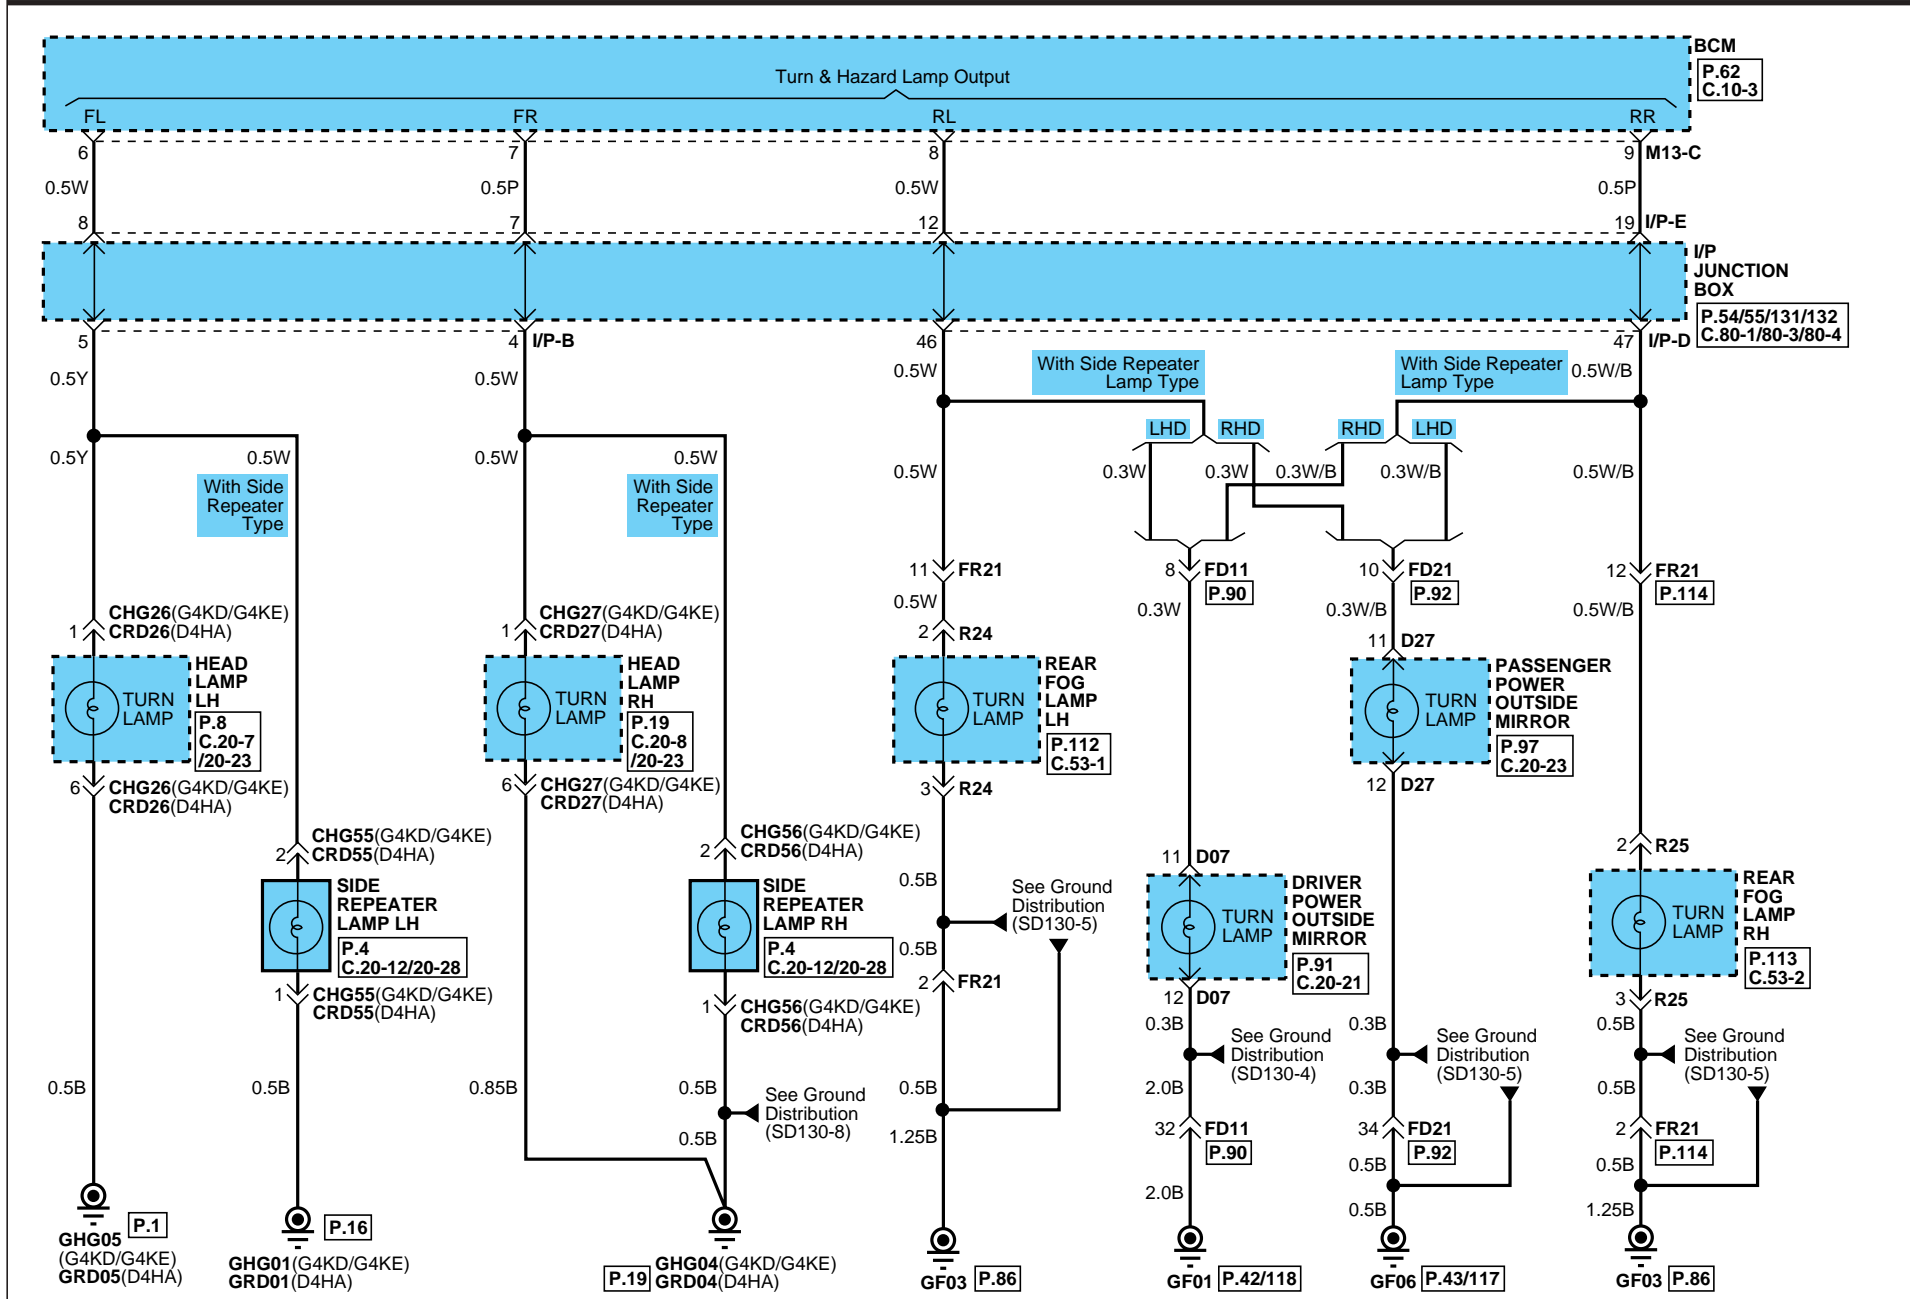 BCM
P.62
C.10-3
Turn & Hazard Lamp Output
FL
FR
RL
RR
6
7
8
9
M13-C
0.5W
0.5P
0.5W
0.5P
8
7
12
19
I/P-E
I/P
JUNCTION
BOX
P.54/55/131/132
C.80-1/80-3/80-4
5
4
I/P-B
46
47
I/P-D
0.5Y
0.5W
0.5W
With Side Repeater
Lamp Type
With Side Repeater
Lamp Type
0.5W/B
LHD
RHD
RHD
LHD
0.5Y
0.5W
0.5W
0.5W
0.5W
0.3W
0.3W
0.3W/B
0.3W/B
0.5W/B
With Side
Repeater
Type
With Side
Repeater
Type
11
FR21
8
FD11
P.90
10
FD21
P.92
12
FR21
P.114
0.5W
0.3W
0.3W/B
0.5W/B
CHG26(G4KD/G4KE)
1
CRD26(D4HA)
CHG27(G4KD/G4KE)
1
CRD27(D4HA)
2
R24
11
D27
TURN
LAMP
HEAD
LAMP
LH
P.8
C.20-7
/20-23
TURN
LAMP
HEAD
LAMP
RH
P.19
C.20-8
/20-23
TURN
LAMP
REAR
FOG
LAMP
LH
P.112
C.53-1
TURN
LAMP
PASSENGER
POWER
OUTSIDE
MIRROR
P.97
C.20-23
6
CHG26(G4KD/G4KE)
CRD26(D4HA)
6
CHG27(G4KD/G4KE)
CRD27(D4HA)
3
R24
12
D27
CHG55(G4KD/G4KE)
2
CRD55(D4HA)
CHG56(G4KD/G4KE)
2
CRD56(D4HA)
11
D07
2
R25
SIDE
REPEATER
LAMP LH
P.4
C.20-12/20-28
SIDE
REPEATER
LAMP RH
P.4
C.20-12/20-28
0.5B
See Ground
Distribution
(SD130-5)
0.5B
2
FR21
TURN
LAMP
DRIVER
POWER
OUTSIDE
MIRROR
P.91
C.20-21
TURN
LAMP
REAR
FOG
LAMP
RH
P.113
C.53-2
1
CHG55(G4KD/G4KE)
CRD55(D4HA)
1
CHG56(G4KD/G4KE)
CRD56(D4HA)
12
D07
3
R25
0.3B
See Ground
Distribution
(SD130-4)
0.3B
See Ground
Distribution
(SD130-5)
0.5B
See Ground
Distribution
(SD130-5)
0.5B
0.5B
0.85B
0.5B
See Ground
Distribution
(SD130-8)
0.5B
2.0B
0.3B
0.5B
0.5B
1.25B
32
FD11
P.90
34
FD21
P.92
2
FR21
P.114
0.5B
0.5B
2.0B
0.5B
1.25B
GHG05
P.1
(G4KD/G4KE)
GRD05(D4HA)
P.16
GHG01(G4KD/G4KE)
GRD01(D4HA)
P.19
GHG04(G4KD/G4KE)
GRD04(D4HA)
GF03
P.86
GF01
P.42/118
GF06
P.43/117
GF03
P.86